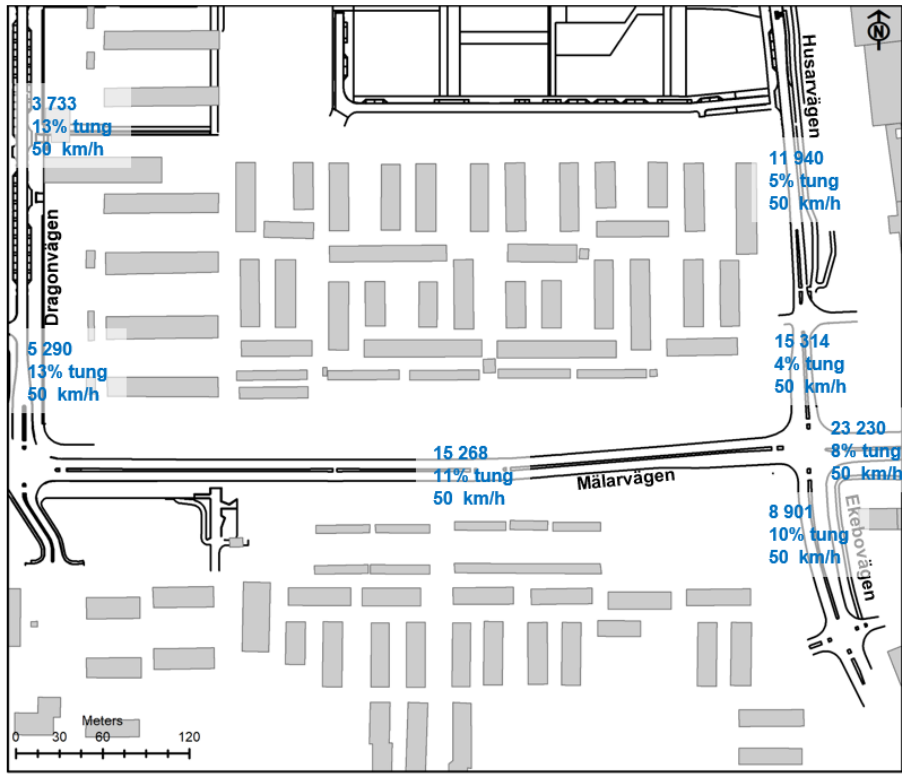 N
Husarvägen
3 733
13% tung
50 km/h
11 940
5% tung
50 km/h
Dragonvägen
5 290
13% tung
50 km/h
15 314
4% tung
50 km/h
23 230
8% tung
50 km/h
15 268
11% tung
50 km/h
Mälarvägen
8 901
10% tung
50 km/h
Ekebovägen
Meters
0 30 60 120